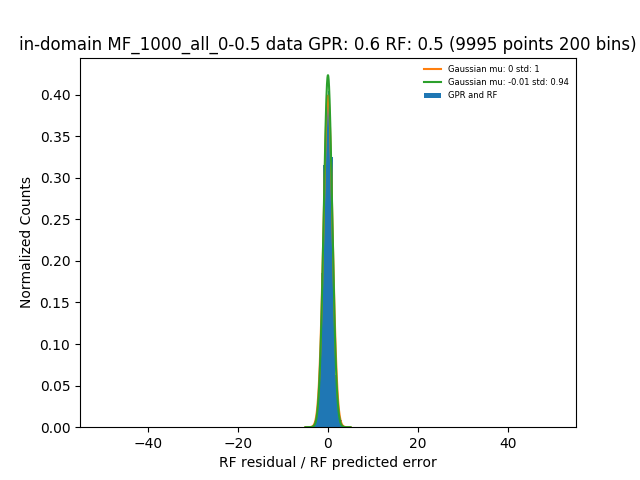 in-domain MF_1000_all_0-0.5 data GPR: 0.6 RF: 0.5 (9995 points 200 bins)
Gaussian mu: 0 std: 1
Gaussian mu: -0.01 std: 0.94
GPR and RF
Normalized Counts
0.40
0.35
0.30
0.25
0.20
0.15
0.10
0.05
0.00
−40 −20 0 20 40
RF residual / RF predicted error